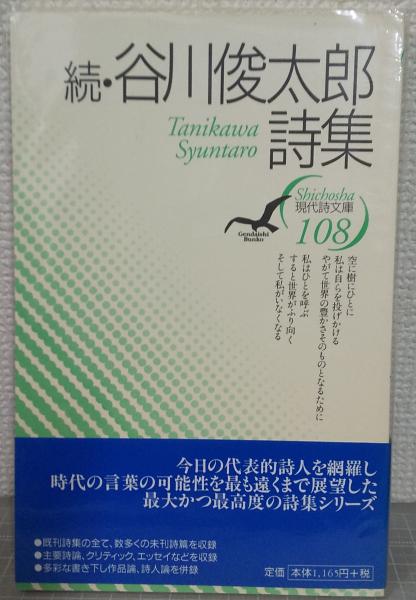 続・谷川俊太郎
詩集
Tanikawa
Syuntaro
Shichosha
現代詩文庫
108
Gendaishi
Bunko
空に樹にひとに
私は自らを投げかける
やがて世界の豊かさそのものとなるために
私はひとを呼ぶ
すると世界がふり向く
そして私がいなくなる
今日の代表的詩人を網羅し
時代の言葉の可能性を最も遠くまで展望した
最大かつ最高度の詩集シリーズ
●既刊詩集の全て、数多くの未刊詩篇を収録
●主要詩論、クリティック、エッセイなどを収録
●多彩な書き下し作品論、詩人論を併録
定価 本体1,165円+税